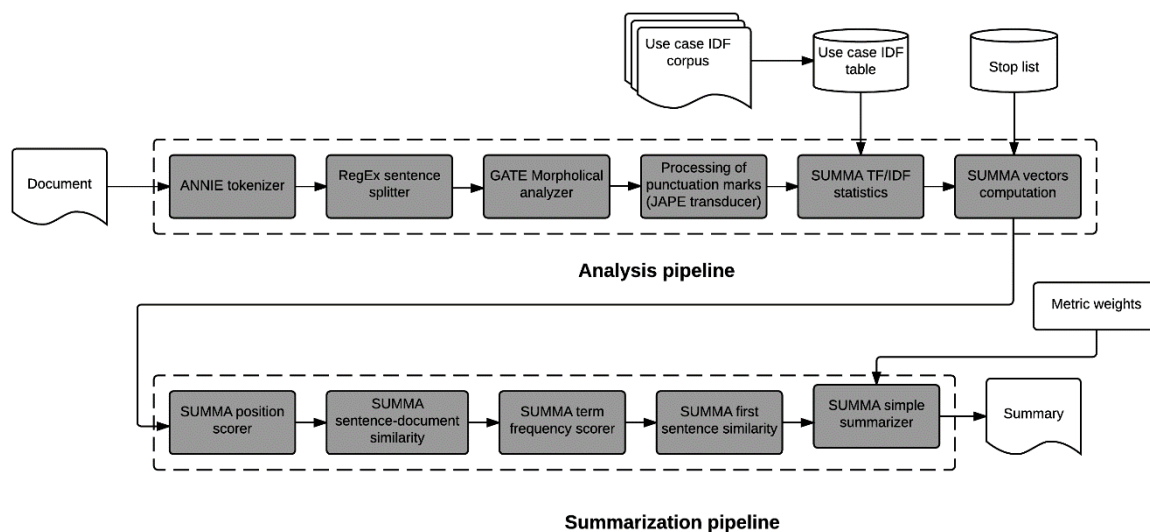 Use case IDF
corpus
Use case IDF
table
Stop list
Document
ANNIE tokenizer
RegEx sentence
splitter
GATE Morpholical
analyzer
Processing of
punctuation marks
(JAPE transducer)
SUMMA TF/IDF
statistics
SUMMA vectors
computation
Analysis pipeline
Metric weights
SUMMA position
scorer
SUMMA
sentence-document
similarity
SUMMA term
frequency scorer
SUMMA first
sentence similarity
SUMMA simple
summarizer
Summary
Summarization pipeline